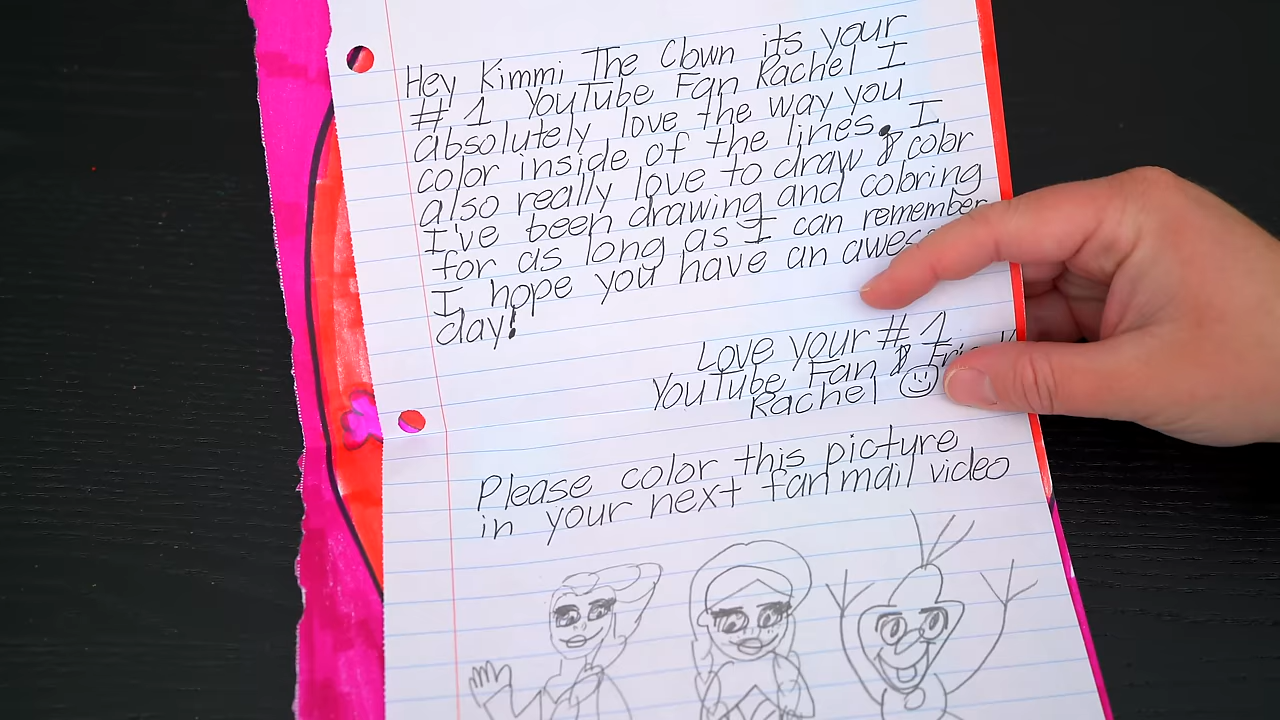 Hey Kimmi The Clown its your
# 1 YouTube Fan Rachel I
absolutely love the way you
color inside of the lines. I
also really love to draw & color
I've been drawing and coloring
for as long as I can remember
I hope you have an
day!
Love your # 1
YouTube Fan &
Rachel
Please color this picture
in your next fanmail video